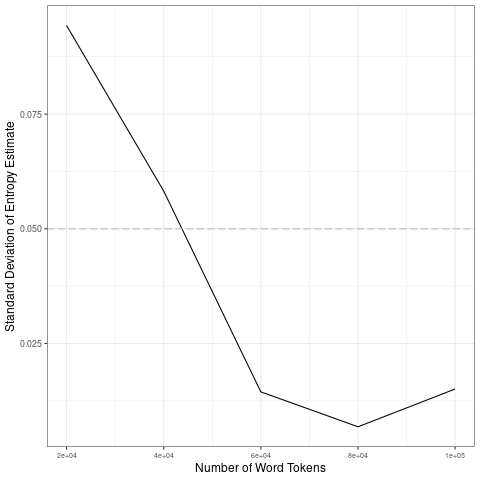 Standard Deviation of Entropy Estimate
0.075
0.050
0.025
2e+04 4e+04 6e+04 8e+04 1e+05
Number of Word Tokens